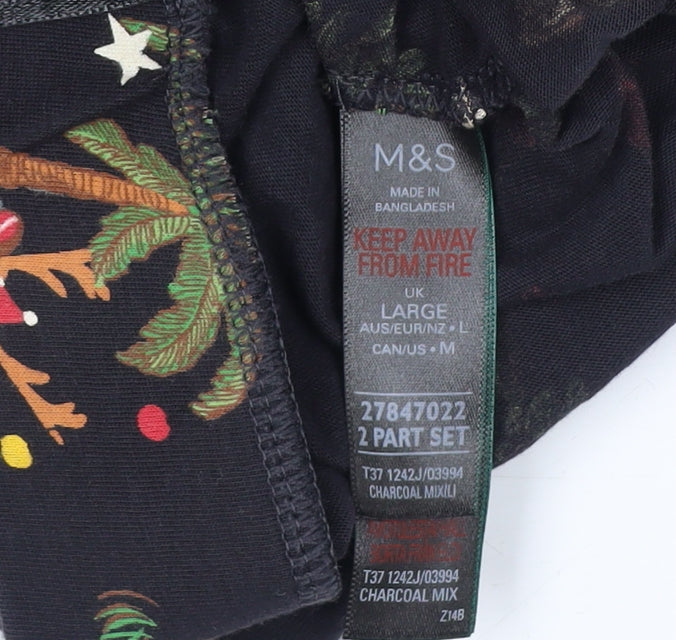 M&S
MADE IN
BANGLADESH
KEEP AWAY
FROM FIRE
UK
LARGE
AUS/EUR/NZ • L
CAN/US • M
27847022
2 PART SET
T37 1242J/03994
CHARCOAL MIX(LI)
T37 1242J/03994
CHARCOAL MIX
Z14B